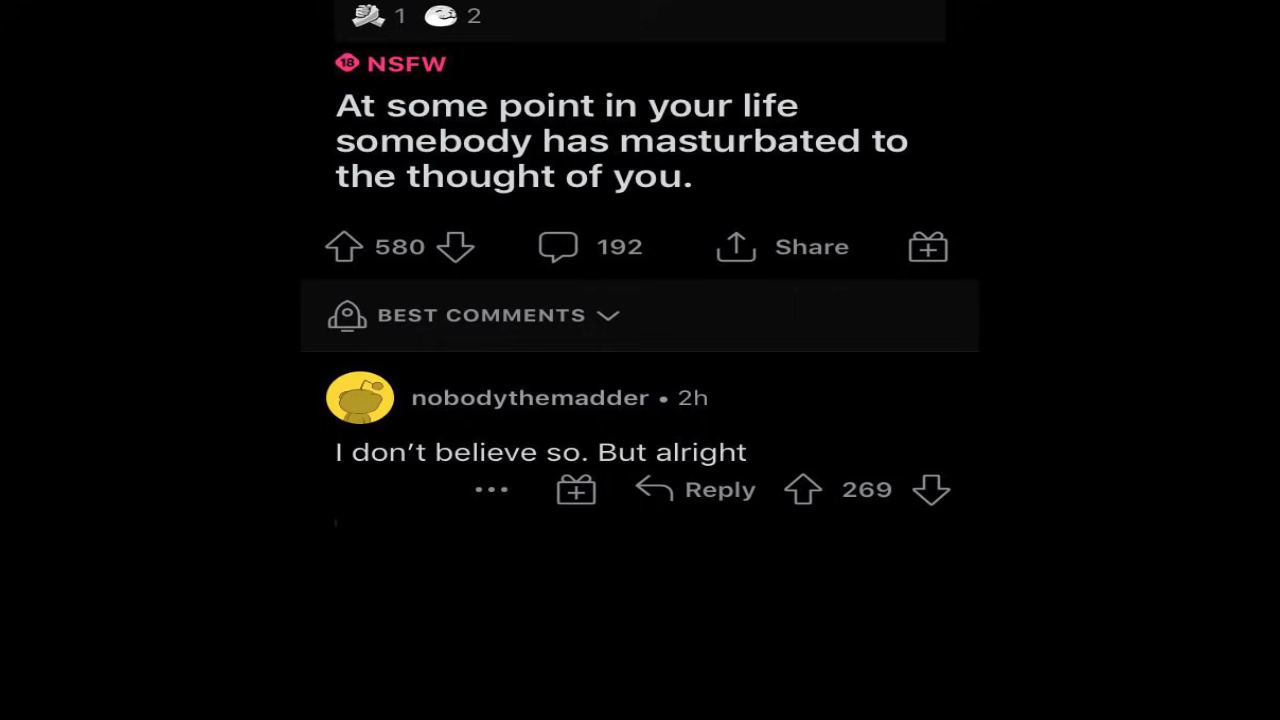 1 2
18 NSFW
At some point in your life
somebody has masturbated to
the thought of you.
580 192 Share
BEST COMMENTS
nobodythemadder • 2h
I don’t believe so. But alright
... Reply 269